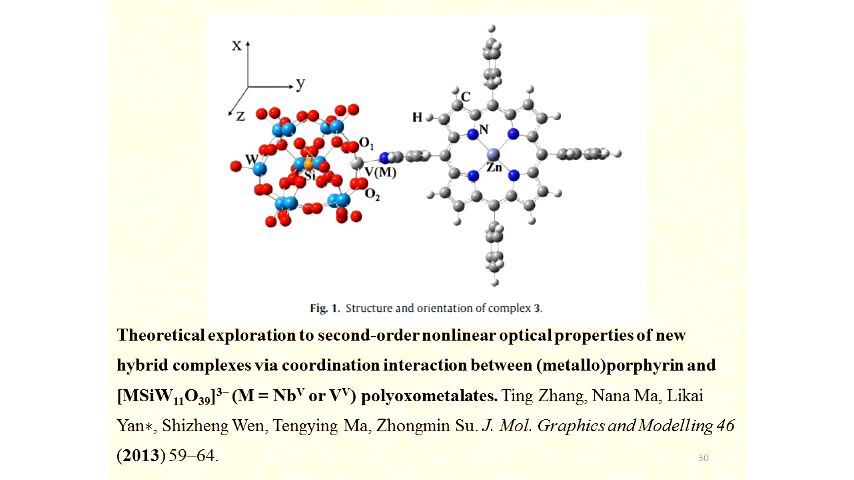 X
y
Z
C
H
N
O₁
W
V(M)
Si
Zn
O₂
Fig. 1. Structure and orientation of complex 3.
Theoretical exploration to second-order nonlinear optical properties of new
hybrid complexes via coordination interaction between (metallo)porphyrin and
[MSiW₁₁O₃₉]³⁻ (M = Nbⱽ or Vⱽ) polyoxometalates. Ting Zhang, Nana Ma, Likai
Yan∗, Shizheng Wen, Tengying Ma, Zhongmin Su. J. Mol. Graphics and Modelling 46
(2013) 59–64.
30